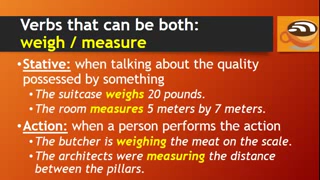 Verbs that can be both:
weigh / measure
•Stative: when talking about the quality
possessed by something
•The suitcase weighs 20 pounds.
•The room measures 5 meters by 7 meters.
•Action: when a person performs the action
•The butcher is weighing the meat on the scale.
•The architects were measuring the distance
between the pillars.